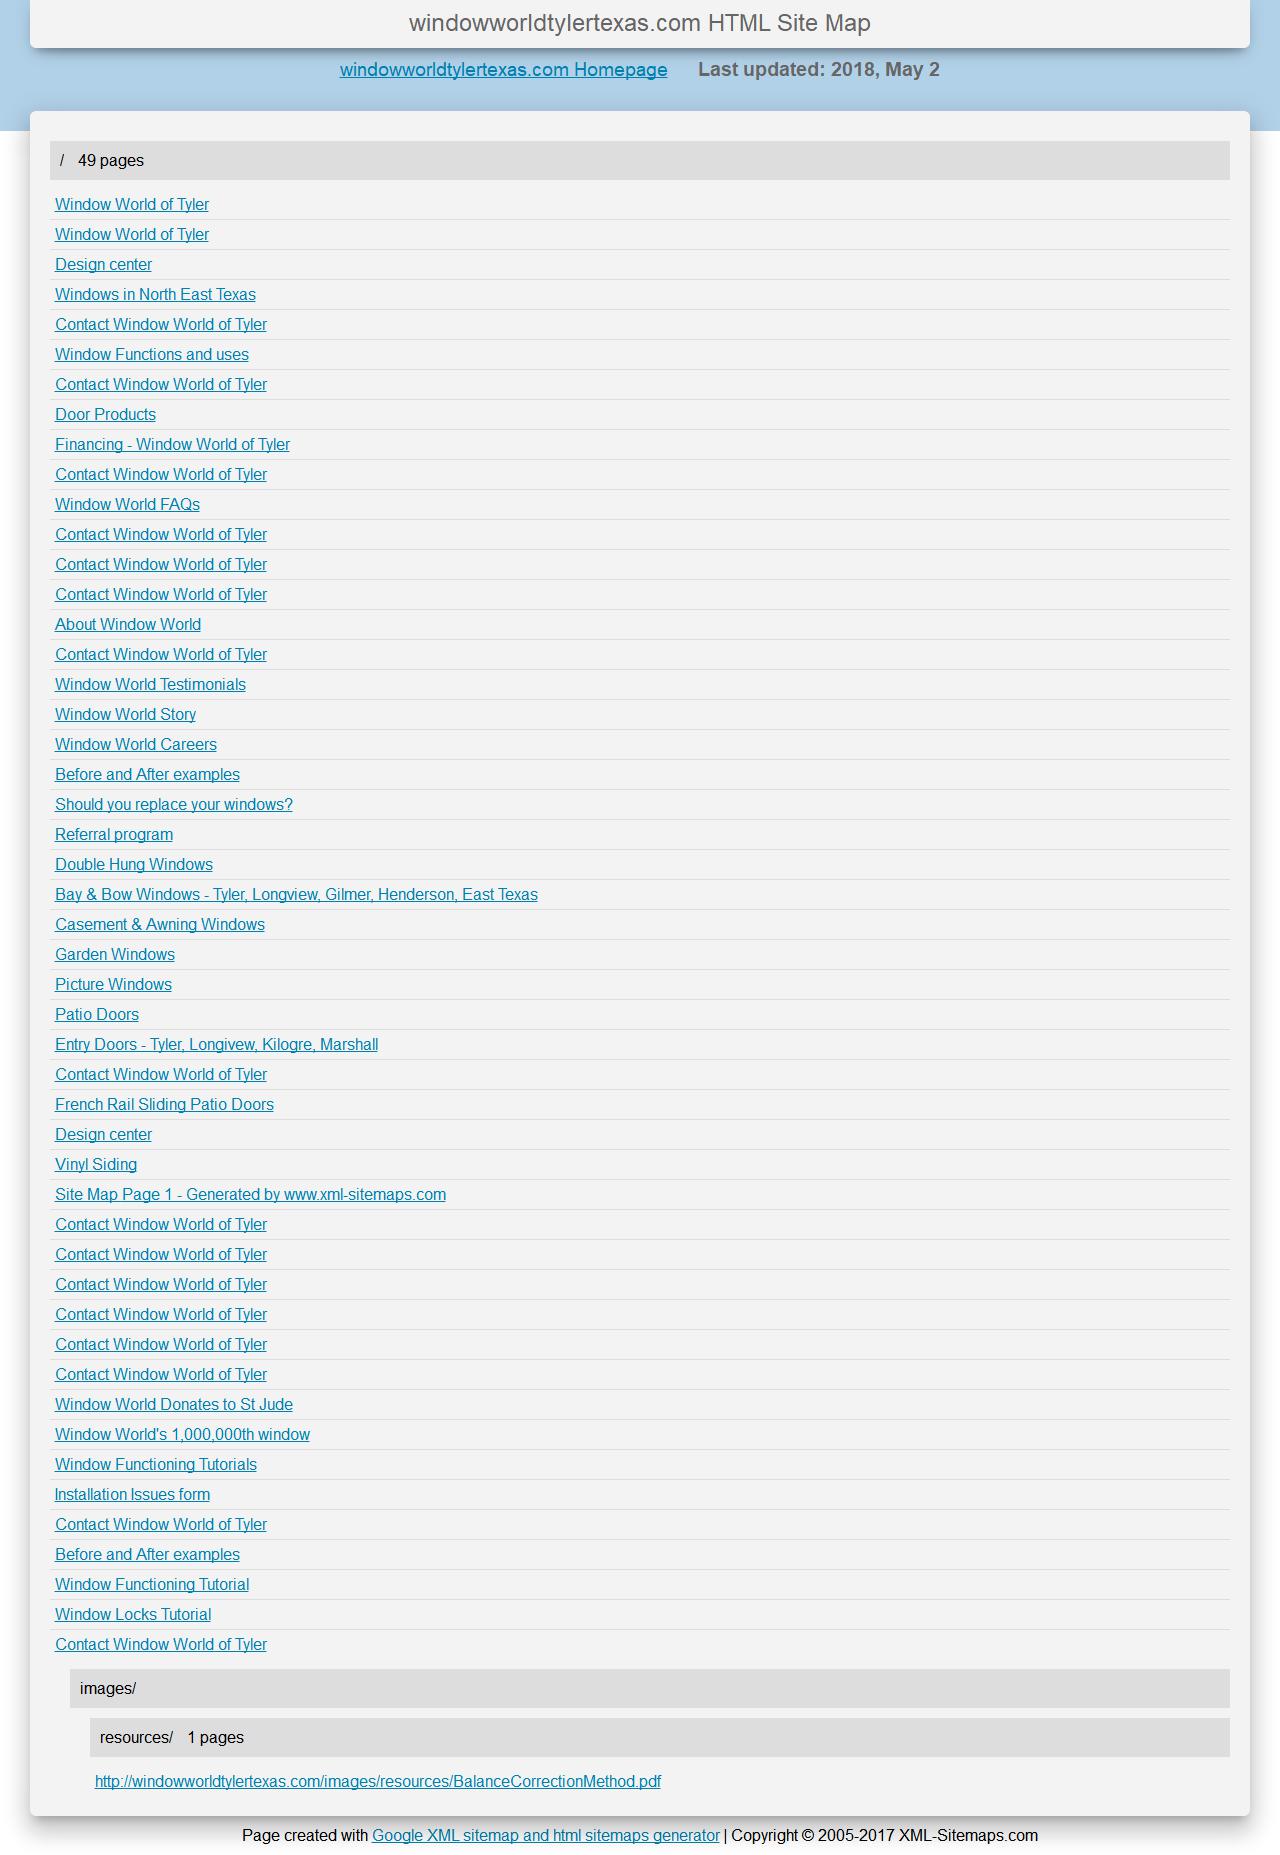 windowworldtylertexas.com HTML Site Map
windowworldtylertexas.com Homepage Last updated: 2018, May 2
/ 49 pages
Window World of Tyler
Window World of Tyler
Design center
Windows in North East Texas
Contact Window World of Tyler
Window Functions and uses
Contact Window World of Tyler
Door Products
Financing - Window World of Tyler
Contact Window World of Tyler
Window World FAQs
Contact Window World of Tyler
Contact Window World of Tyler
Contact Window World of Tyler
About Window World
Contact Window World of Tyler
Window World Testimonials
Window World Story
Window World Careers
Before and After examples
Should you replace your windows?
Referral program
Double Hung Windows
Bay & Bow Windows - Tyler, Longview, Gilmer, Henderson, East Texas
Casement & Awning Windows
Garden Windows
Picture Windows
Patio Doors
Entry Doors - Tyler, Longivew, Kilogre, Marshall
Contact Window World of Tyler
French Rail Sliding Patio Doors
Design center
Vinyl Siding
Site Map Page 1 - Generated by www.xml-sitemaps.com
Contact Window World of Tyler
Contact Window World of Tyler
Contact Window World of Tyler
Contact Window World of Tyler
Contact Window World of Tyler
Contact Window World of Tyler
Window World Donates to St Jude
Window World's 1,000,000th window
Window Functioning Tutorials
Installation Issues form
Contact Window World of Tyler
Before and After examples
Window Functioning Tutorial
Window Locks Tutorial
Contact Window World of Tyler
images/
resources/ 1 pages
http://windowworldtylertexas.com/images/resources/BalanceCorrectionMethod.pdf
Page created with Google XML sitemap and html sitemaps generator | Copyright © 2005-2017 XML-Sitemaps.com